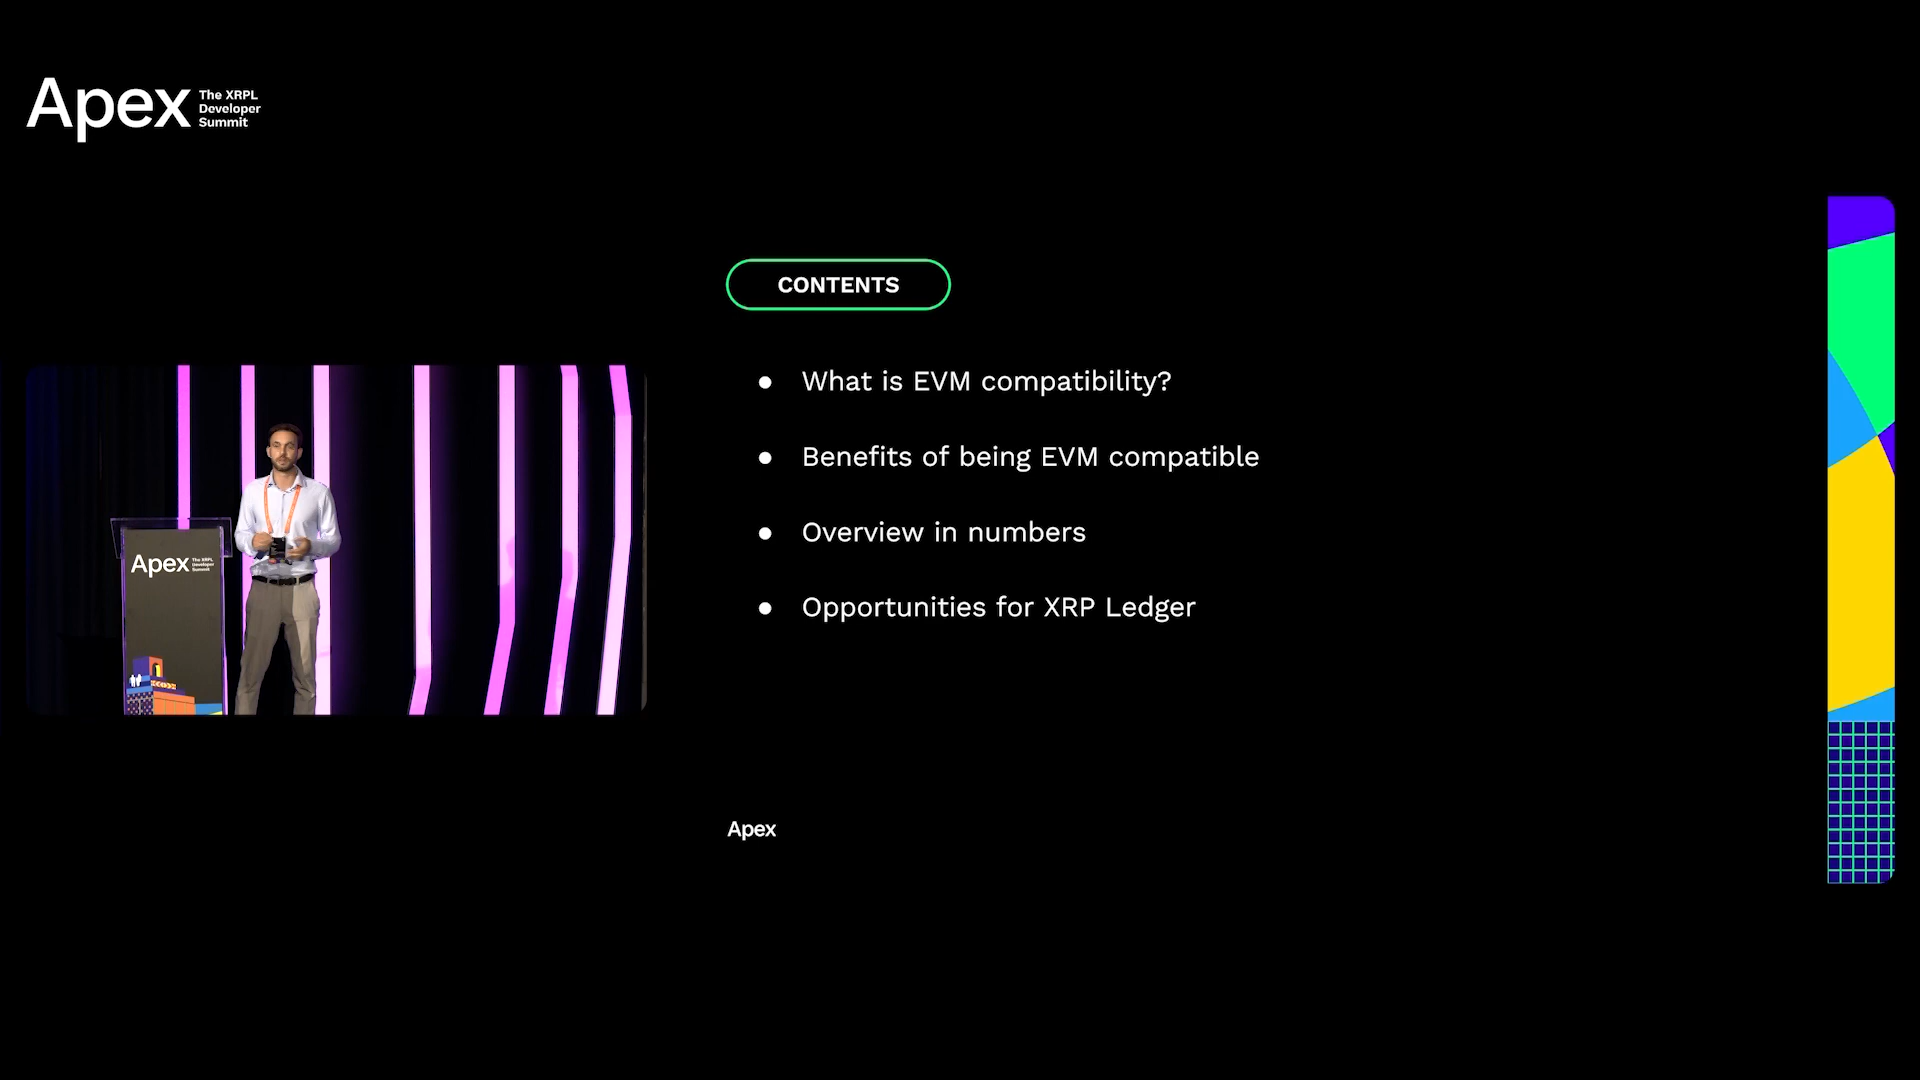 Apex
The XRPL
Developer
Summit
CONTENTS
● What is EVM compatibility?
● Benefits of being EVM compatible
● Overview in numbers
● Opportunities for XRP Ledger
Apex
The XRPL
Developer
Summit
Apex